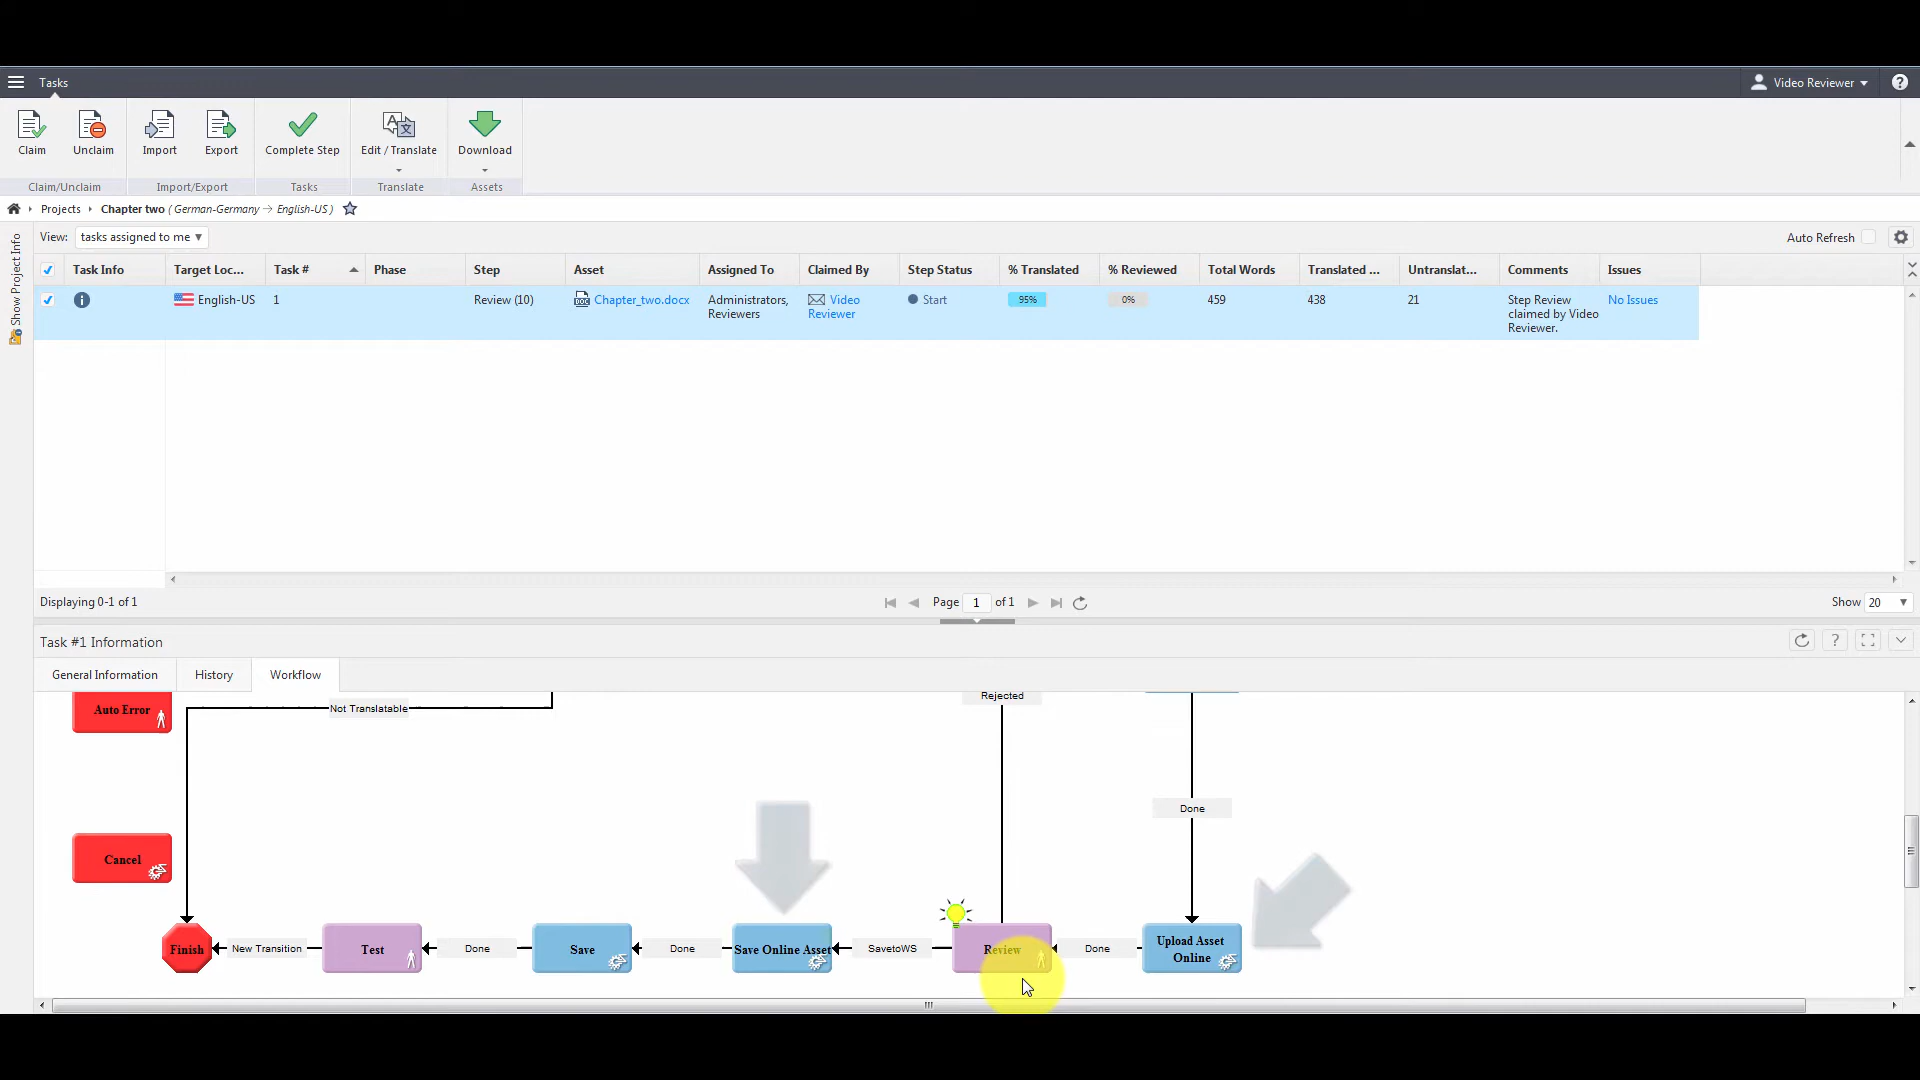 Tasks
Video Reviewer
Claim
Unclaim
Import
Export
Complete Step
Edit / Translate
Download
Claim/Unclaim
Import/Export
Tasks
Translate
Assets
Projects
Chapter two ( German-Germany → English-US )
Show Project Info
View:
tasks assigned to me
Auto Refresh
Task Info
Target Loc...
Task #
Phase
Step
Asset
Assigned To
Claimed By
Step Status
% Translated
% Reviewed
Total Words
Translated ...
Untranslat...
Comments
Issues
English-US
1
Review (10)
Chapter_two.docx
Administrators,
Reviewers
Video
Reviewer
Start
95%
0%
459
438
21
Step Review
claimed by Video
Reviewer.
No Issues
Displaying 0-1 of 1
Page 1 of 1
Show 20
Task #1 Information
General Information
History
Workflow
Auto Error
Not Translatable
Rejected
Done
Cancel
Finish
New Transition
Test
Done
Save
Done
Save Online Asset
SavetoWS
Review
Done
Upload Asset
Online